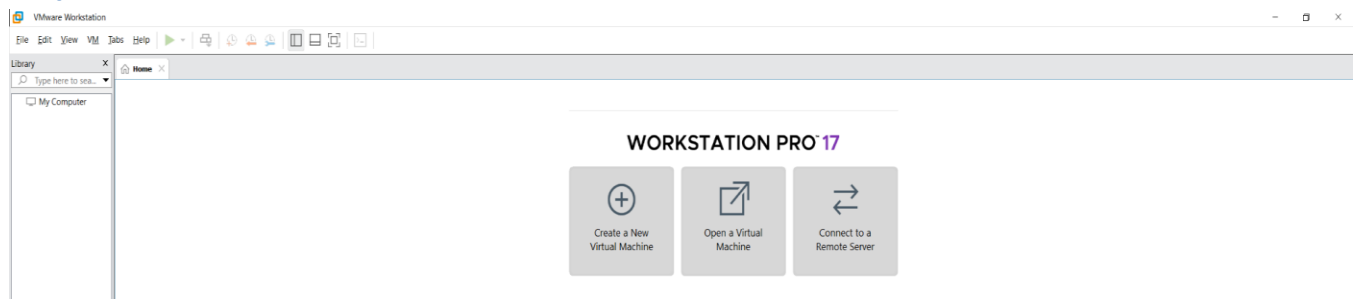 VMware Workstation
File Edit View VM Tabs Help
Library X
Home
Type here to sea...
My Computer
WORKSTATION PRO™ 17
Create a New
Virtual Machine
Open a Virtual
Machine
Connect to a
Remote Server